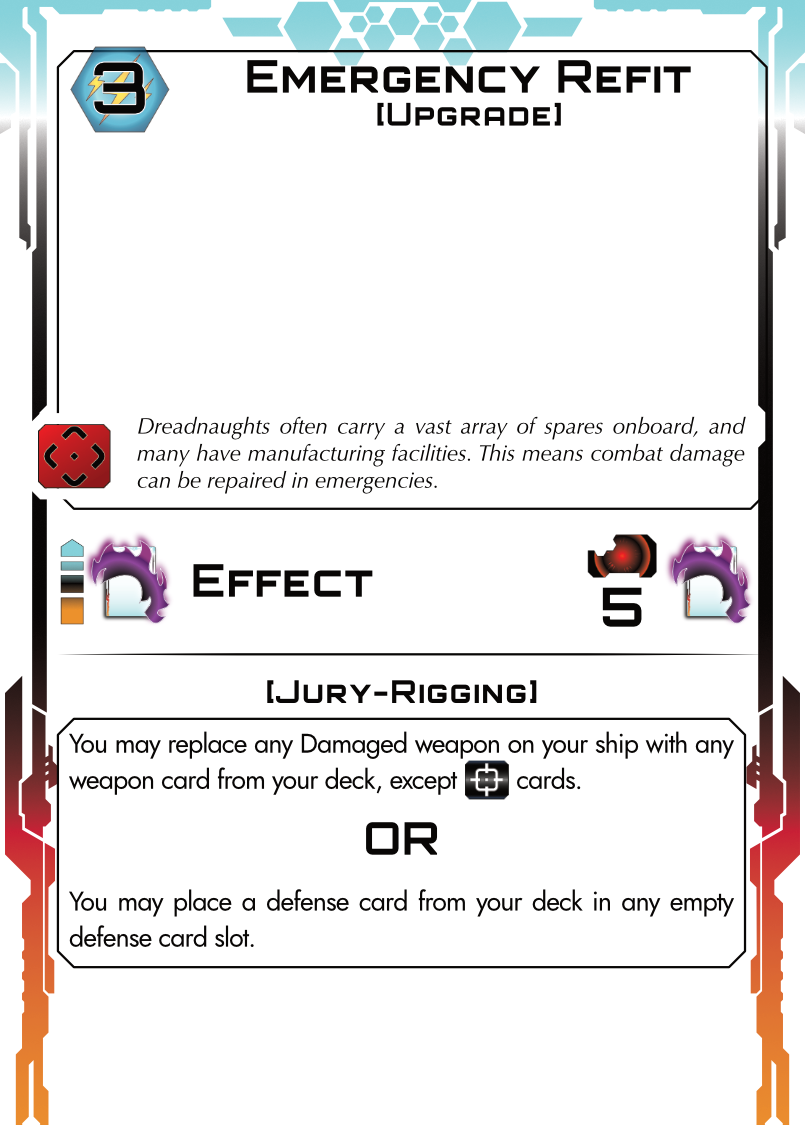 3
Emergency Refit
[Upgrade]
Dreadnaughts often carry a vast array of spares onboard, and
many have manufacturing facilities. This means combat damage
can be repaired in emergencies.
Effect
5
[Jury-Rigging]
You may replace any Damaged weapon on your ship with any
weapon card from your deck, except cards.
OR
You may place a defense card from your deck in any empty
defense card slot.